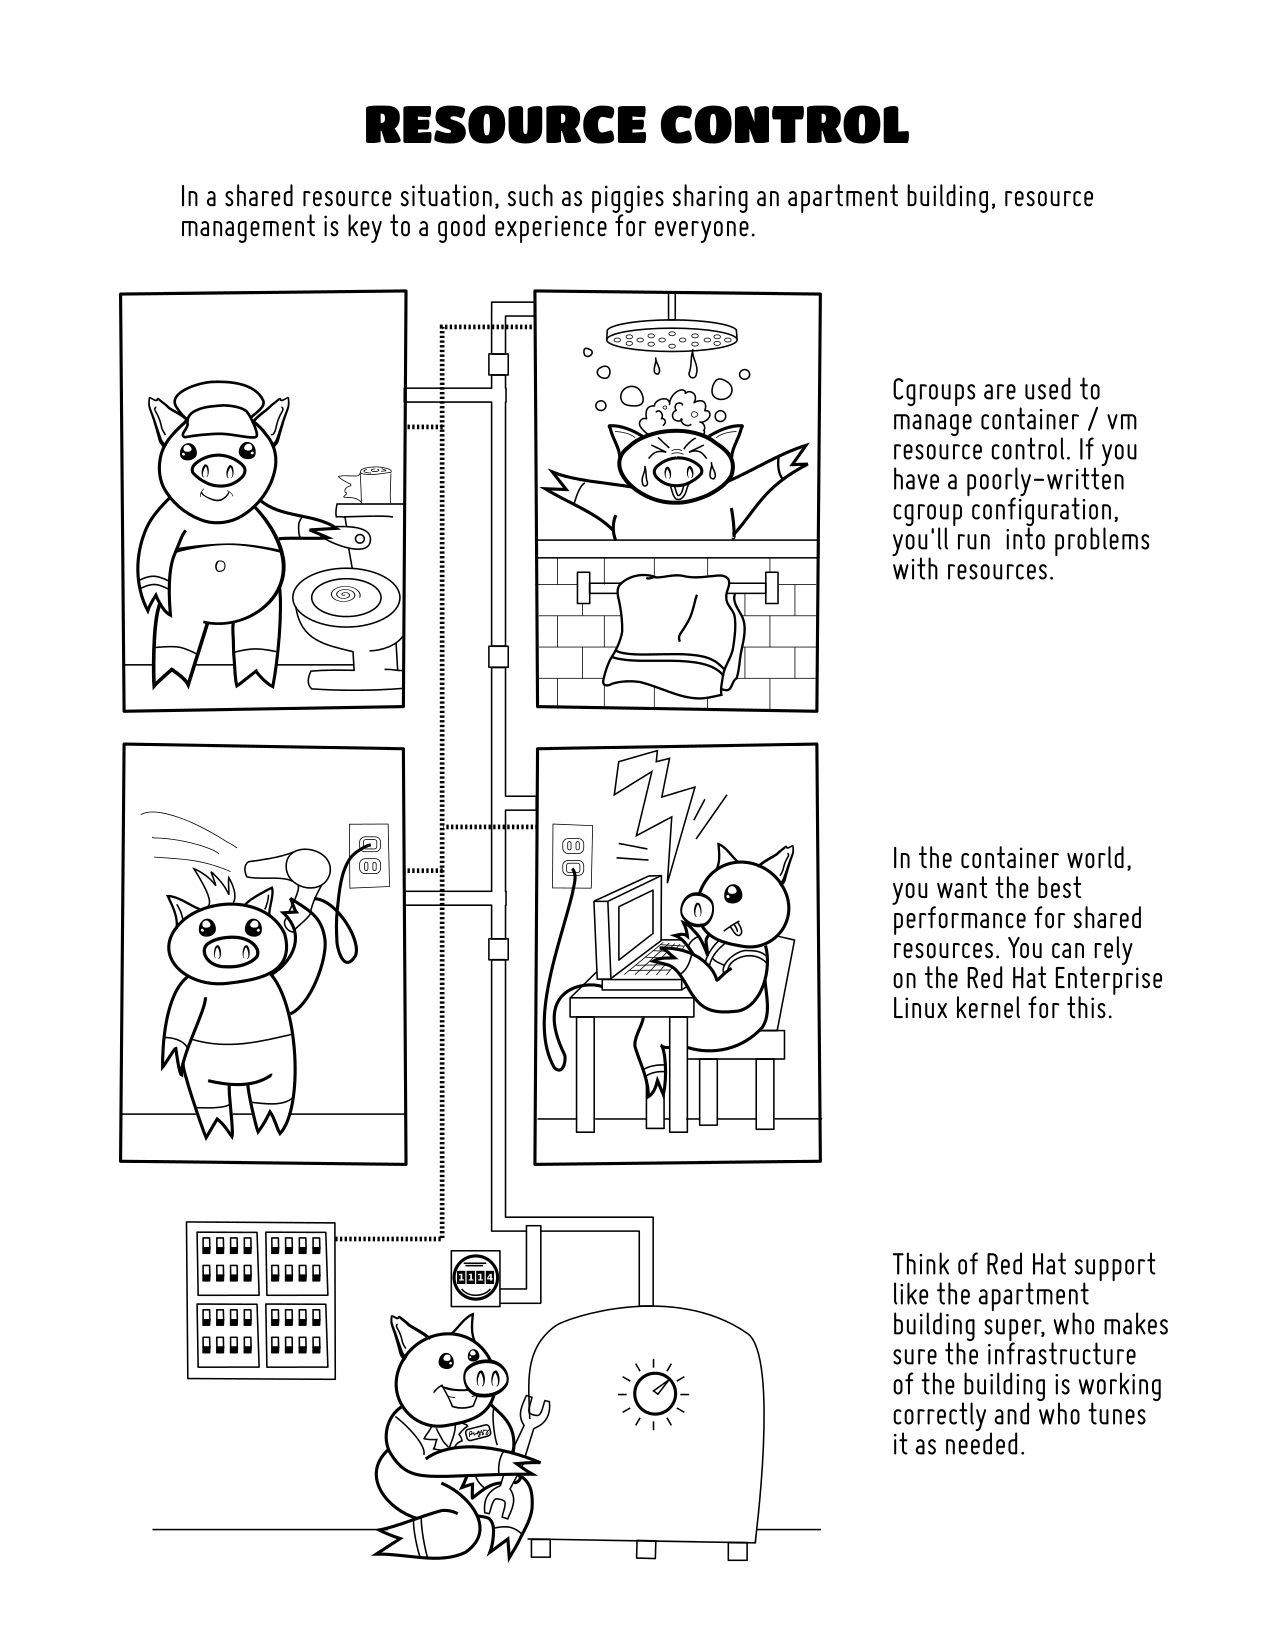 RESOURCE CONTROL
In a shared resource situation, such as piggies sharing an apartment building, resource
management is key to a good experience for everyone.
Cgroups are used to
manage container / vm
resource control. If you
have a poorly-written
cgroup configuration,
you'll run into problems
with resources.
In the container world,
you want the best
performance for shared
resources. You can rely
on the Red Hat Enterprise
Linux kernel for this.
1114
Think of Red Hat support
like the apartment
building super, who makes
sure the infrastructure
of the building is working
correctly and who tunes
it as needed.